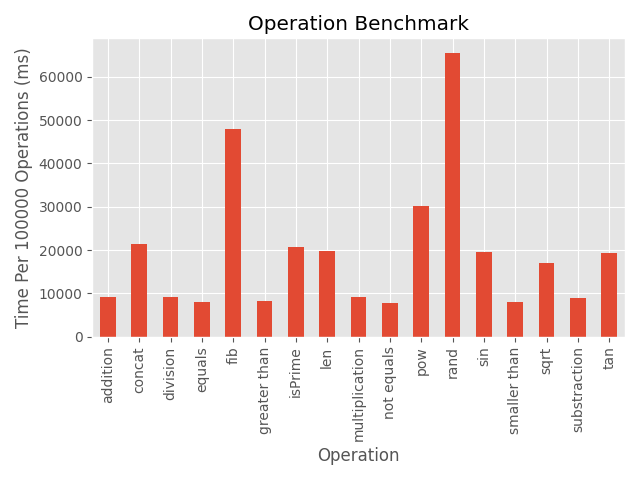 Operation Benchmark
Time Per 100000 Operations (ms)
60000
50000
40000
30000
20000
10000
0
addition
concat
division
equals
fib
greater than
isPrime
len
multiplication
not equals
pow
rand
sin
smaller than
sqrt
substraction
tan
Operation